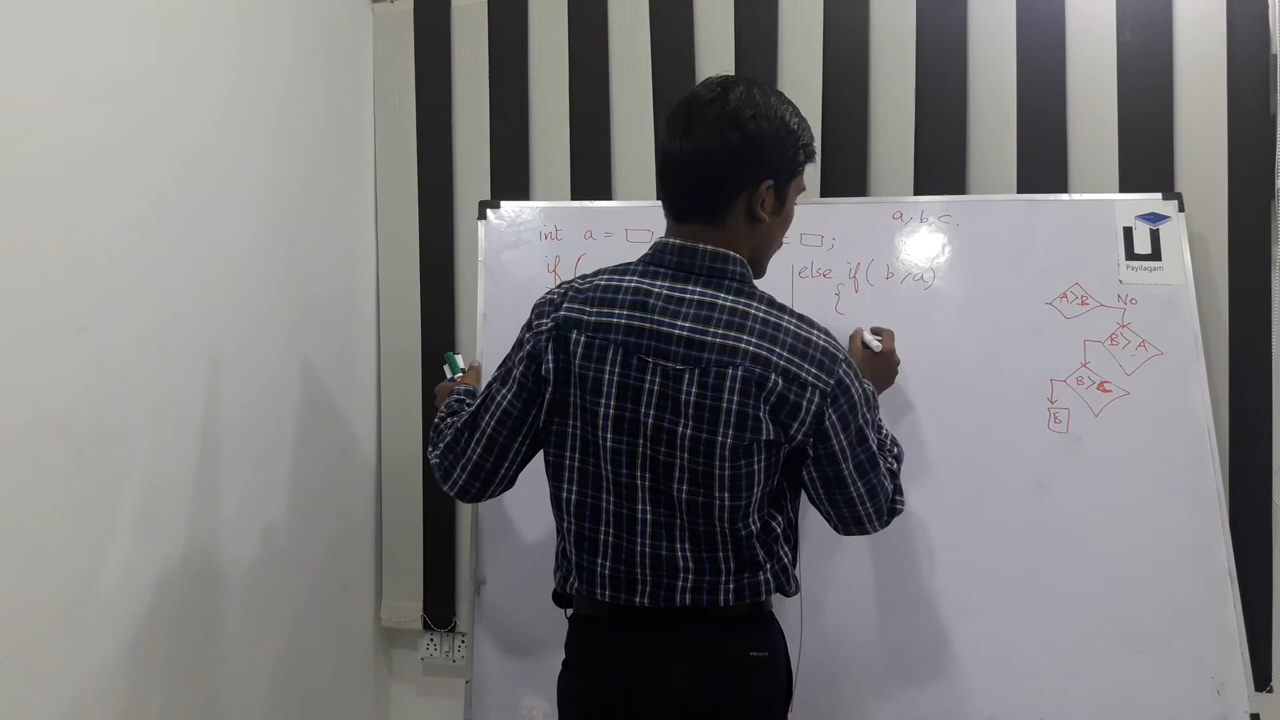 a, b, c.
int a = □ = □;
if (
else if ( b > a )
{
Payilagam
A>B No
B > A
B > C
B